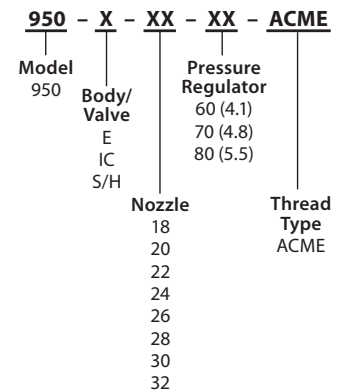 950 – X – XX – XX – ACME
Model
950
Body/
Valve
E
IC
S/H
Nozzle
18
20
22
24
26
28
30
32
Pressure
Regulator
60 (4.1)
70 (4.8)
80 (5.5)
Thread
Type
ACME